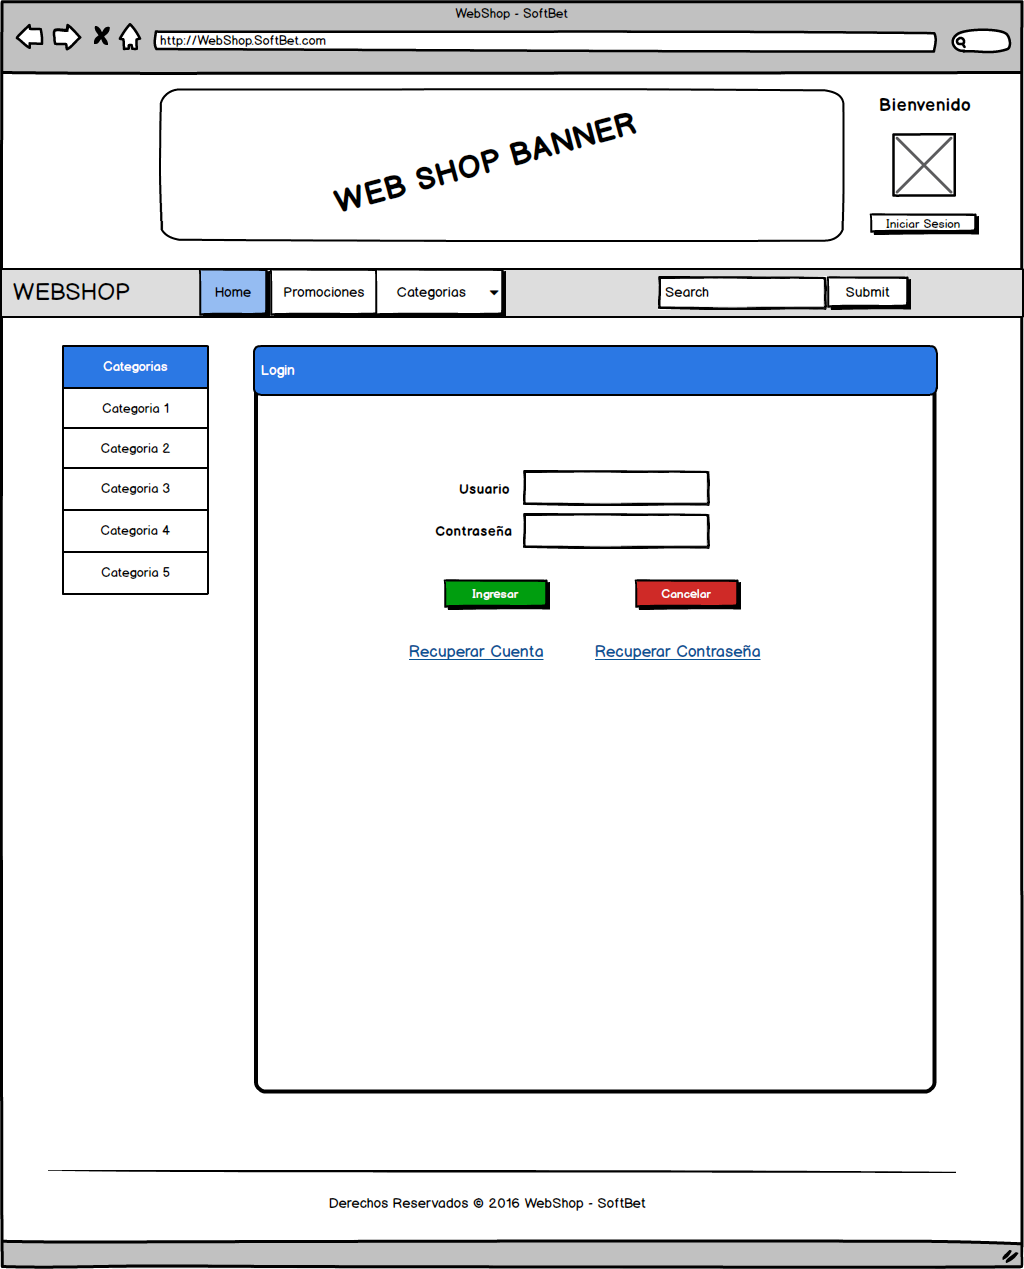 WebShop - SoftBet
http://WebShop.SoftBet.com
WEB SHOP BANNER
Bienvenido
Iniciar Sesion
WEBSHOP
Home
Promociones
Categorias
Search
Submit
Categorias
Categoria 1
Categoria 2
Categoria 3
Categoria 4
Categoria 5
Login
Usuario
Contraseña
Ingresar
Cancelar
Recuperar Cuenta
Recuperar Contraseña
Derechos Reservados © 2016 WebShop - SoftBet